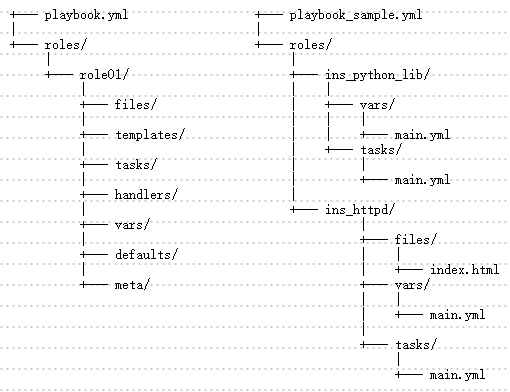 playbook.yml
roles/
role01/
files/
templates/
tasks/
handlers/
vars/
defaults/
meta/
playbook_sample.yml
roles/
ins_python_lib/
vars/
main.yml
tasks/
main.yml
ins_httpd/
files/
index.html
vars/
main.yml
tasks/
main.yml